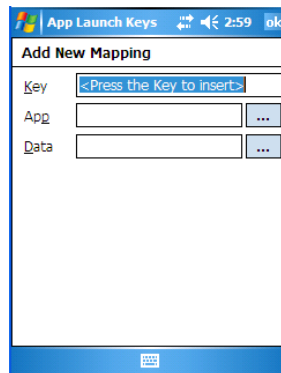 App Launch Keys 2:59 ok
Add New Mapping
Key <Press the Key to insert>
App ...
Data ...